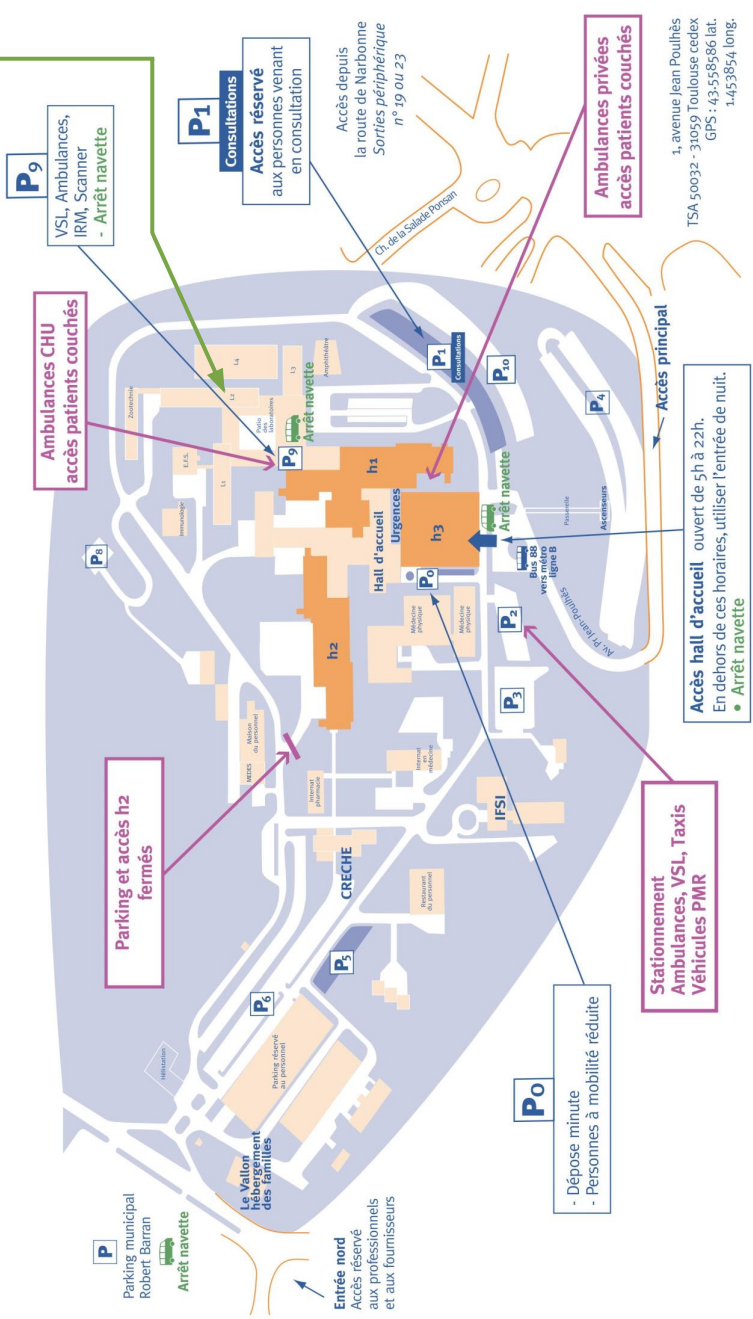 P
Parking municipal
Robert Barran
Arrêt navette
Entrée nord
Accès réservé
aux professionnels
et aux fournisseurs
Le Vallon
hébergement
des familles
Hélistation
Parking réservé
au personnel
P6
P5
Parking et accès h2
fermés
Ambulances CHU
accès patients couchés
P9
VSL, Ambulances,
IRM, Scanner
- Arrêt navette
P1
Consultations
Accès réservé
aux personnes venant
en consultation
Accès depuis
la route de Narbonne
Sorties périphérique
n° 19 ou 23
Ch. de la Salade Ponsan
P8
Zootechnie
E.F.S.
Immunologie
L1
L2
L4
L3
Patio
des
laboratoires
Amphithéâtre
P9
Arrêt navette
MEDES
Maison
du personnel
Internat
pharmacie
CRECHE
Restaurant
du personnel
Internat
en
médecine
IFSI
h2
h1
Hall d'accueil
Urgences
h3
P0
Médecine
physique
Médecine
physique
P1
Consultations
P10
P4
P3
P2
Bus 88
vers métro
ligne B
Arrêt navette
Passerelle
Ascenseurs
Av. Pr Jean-Poulhès
Accès principal
P0
- Dépose minute
- Personnes à mobilité réduite
Stationnement
Ambulances, VSL, Taxis
Véhicules PMR
Accès hall d'accueil ouvert de 5h à 22h.
En dehors de ces horaires, utiliser l'entrée de nuit.
• Arrêt navette
Ambulances privées
accès patients couchés
1, avenue Jean Poulhès
TSA 50032 - 31059 Toulouse cedex
GPS : 43.558586 lat.
1.453854 long.